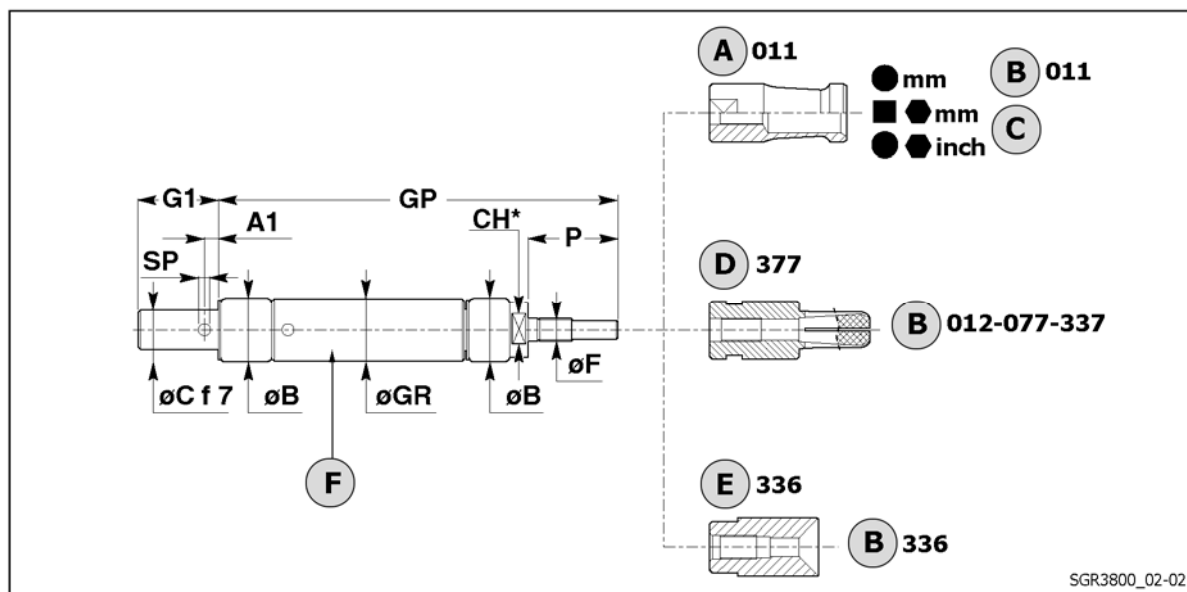 A 011
mm
B 011
mm
C
inch
G1
GP
A1
CH*
P
SP
D 377
B 012-077-337
øF
øC f 7
øB
øGR
øB
F
E 336
B 336
SGR3800_02-02